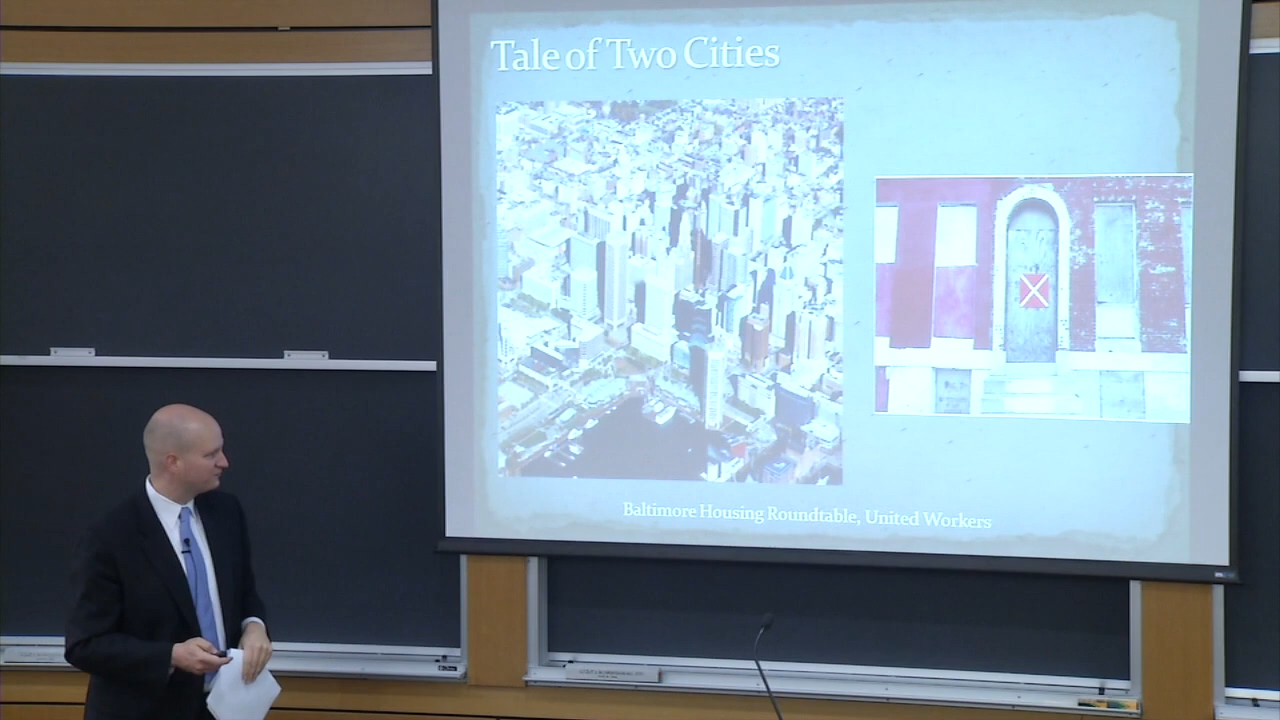 Tale of Two Cities
Baltimore Housing Roundtable, United Workers